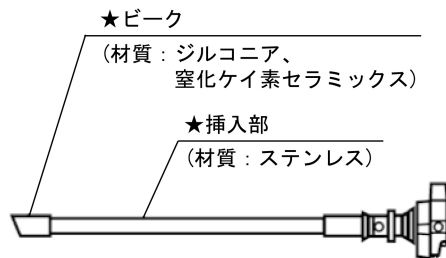 ★ビーク
(材質：ジルコニア、
窒化ケイ素セラミックス)
★挿入部
(材質：ステンレス)